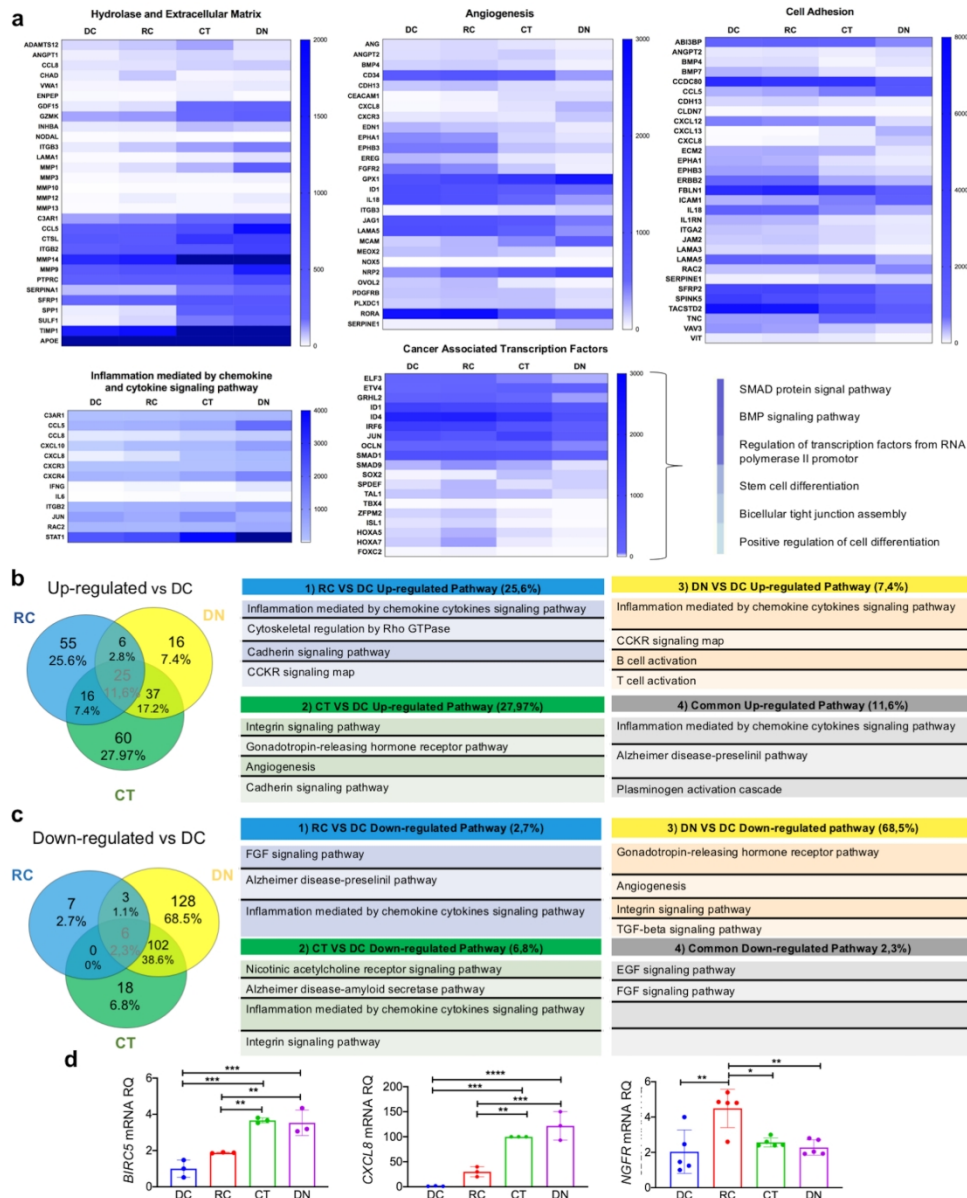 a
Hydrolase and Extracellular Matrix
DC RC CT DN
ADAMTS12
ANGPT1
CCL8
CHAD
VWA1
ENPEP
GDF15
GZMK
INHBA
NODAL
ITGB3
LAMA1
MMP1
MMP3
MMP10
MMP12
MMP13
C3AR1
CCL5
CTSL
ITGB2
MMP14
MMP9
PTPRC
SERPINA1
SFRP1
SPP1
SULF1
TIMP1
APOE
2000
1500
1000
500
0
Angiogenesis
DC RC CT DN
ANG
ANGPT2
BMP4
CD34
CDH13
CEACAM1
CXCL8
CXCR3
EDN1
EPHA1
EPHB3
EREG
FGFR2
GPX1
ID1
IL18
ITGB3
JAG1
LAMA5
MCAM
MEOX2
NOX5
NRP2
OVOL2
PDGFRB
PLXDC1
RORA
SERPINE1
3000
2000
1000
0
Cell Adhesion
DC RC CT DN
ABI3BP
ANGPT2
BMP4
BMP7
CCDC80
CCL5
CDH13
CLDN7
CXCL12
CXCL13
CXCL8
ECM2
EPHA1
EPHB3
ERBB2
FBLN1
ICAM1
IL18
IL1RN
ITGA2
JAM2
LAMA3
LAMA5
RAC2
SERPINE1
SFRP2
SPINK5
TACSTD2
TNC
VAV3
VIT
8000
6000
4000
2000
0
Inflammation mediated by chemokine
and cytokine signaling pathway
DC RC CT DN
C3AR1
CCL5
CCL8
CXCL10
CXCL8
CXCR3
CXCR4
IFNG
IL6
ITGB2
JUN
RAC2
STAT1
4000
3000
2000
1000
Cancer Associated Transcription Factors
DC RC CT DN
ELF3
ETV4
GRHL2
ID1
ID4
IRF6
JUN
OCLN
SMAD1
SMAD9
SOX2
SPDEF
TAL1
TBX4
ZFPM2
ISL1
HOXA5
HOXA7
FOXC2
3000
2000
1000
0
SMAD protein signal pathway
BMP signaling pathway
Regulation of transcription factors from RNA
polymerase II promotor
Stem cell differentiation
Bicellular tight junction assembly
Positive regulation of cell differentiation
b
Up-regulated vs DC
RC
DN
55
25.6%
6
2.8%
16
7.4%
25
11,6%
16
7.4%
37
17.2%
60
27.97%
CT
1) RC VS DC Up-regulated Pathway (25,6%)
Inflammation mediated by chemokine cytokines signaling pathway
Cytoskeletal regulation by Rho GTPase
Cadherin signaling pathway
CCKR signaling map
2) CT VS DC Up-regulated Pathway (27,97%)
Integrin signaling pathway
Gonadotropin-releasing hormone receptor pathway
Angiogenesis
Cadherin signaling pathway
3) DN VS DC Up-regulated Pathway (7,4%)
Inflammation mediated by chemokine cytokines signaling pathway
CCKR signaling map
B cell activation
T cell activation
4) Common Up-regulated Pathway (11,6%)
Inflammation mediated by chemokine cytokines signaling pathway
Alzheimer disease-preselinil pathway
Plasminogen activation cascade
c
Down-regulated vs DC
RC
DN
7
2.7%
3
1.1%
128
68.5%
6
2.3%
0
0%
102
38.6%
18
6.8%
CT
1) RC VS DC Down-regulated Pathway (2,7%)
FGF signaling pathway
Alzheimer disease-preselinil pathway
Inflammation mediated by chemokine cytokines signaling pathway
2) CT VS DC Down-regulated Pathway (6,8%)
Nicotinic acetylcholine receptor signaling pathway
Alzheimer disease-amyloid secretase pathway
Inflammation mediated by chemokine cytokines signaling pathway
Integrin signaling pathway
3) DN VS DC Down-regulated pathway (68,5%)
Gonadotropin-releasing hormone receptor pathway
Angiogenesis
Integrin signaling pathway
TGF-beta signaling pathway
4) Common Down-regulated Pathway 2,3%)
EGF signaling pathway
FGF signaling pathway
d
BIRC5 mRNA RQ
6
4
2
0
***
***
**
**
DC RC CT DN
CXCL8 mRNA RQ
200
150
100
50
0
****
***
***
**
DC RC CT DN
NGFR mRNA RQ
6
4
2
0
**
**
*
DC RC CT DN